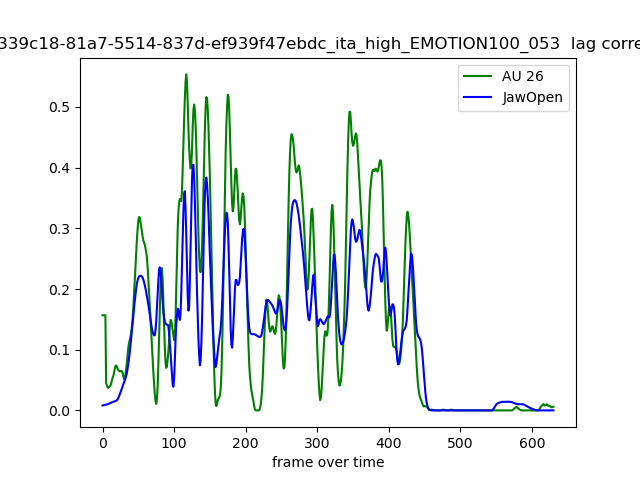 339c18-81a7-5514-837d-ef939f47ebdc_ita_high_EMOTION100_053 lag corre
AU 26
JawOpen
0.5
0.4
0.3
0.2
0.1
0.0
0 100 200 300 400 500 600
frame over time